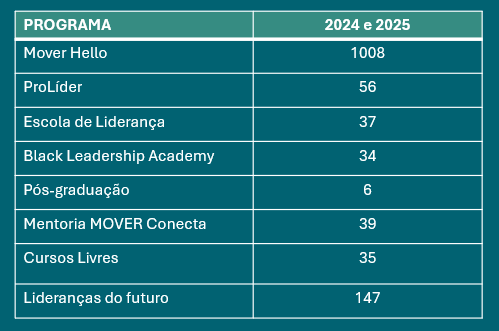 PROGRAMA 2024 e 2025
Mover Hello 1008
ProLíder 56
Escola de Liderança 37
Black Leadership Academy 34
Pós-graduação 6
Mentoria MOVER Conecta 39
Cursos Livres 35
Lideranças do futuro 147